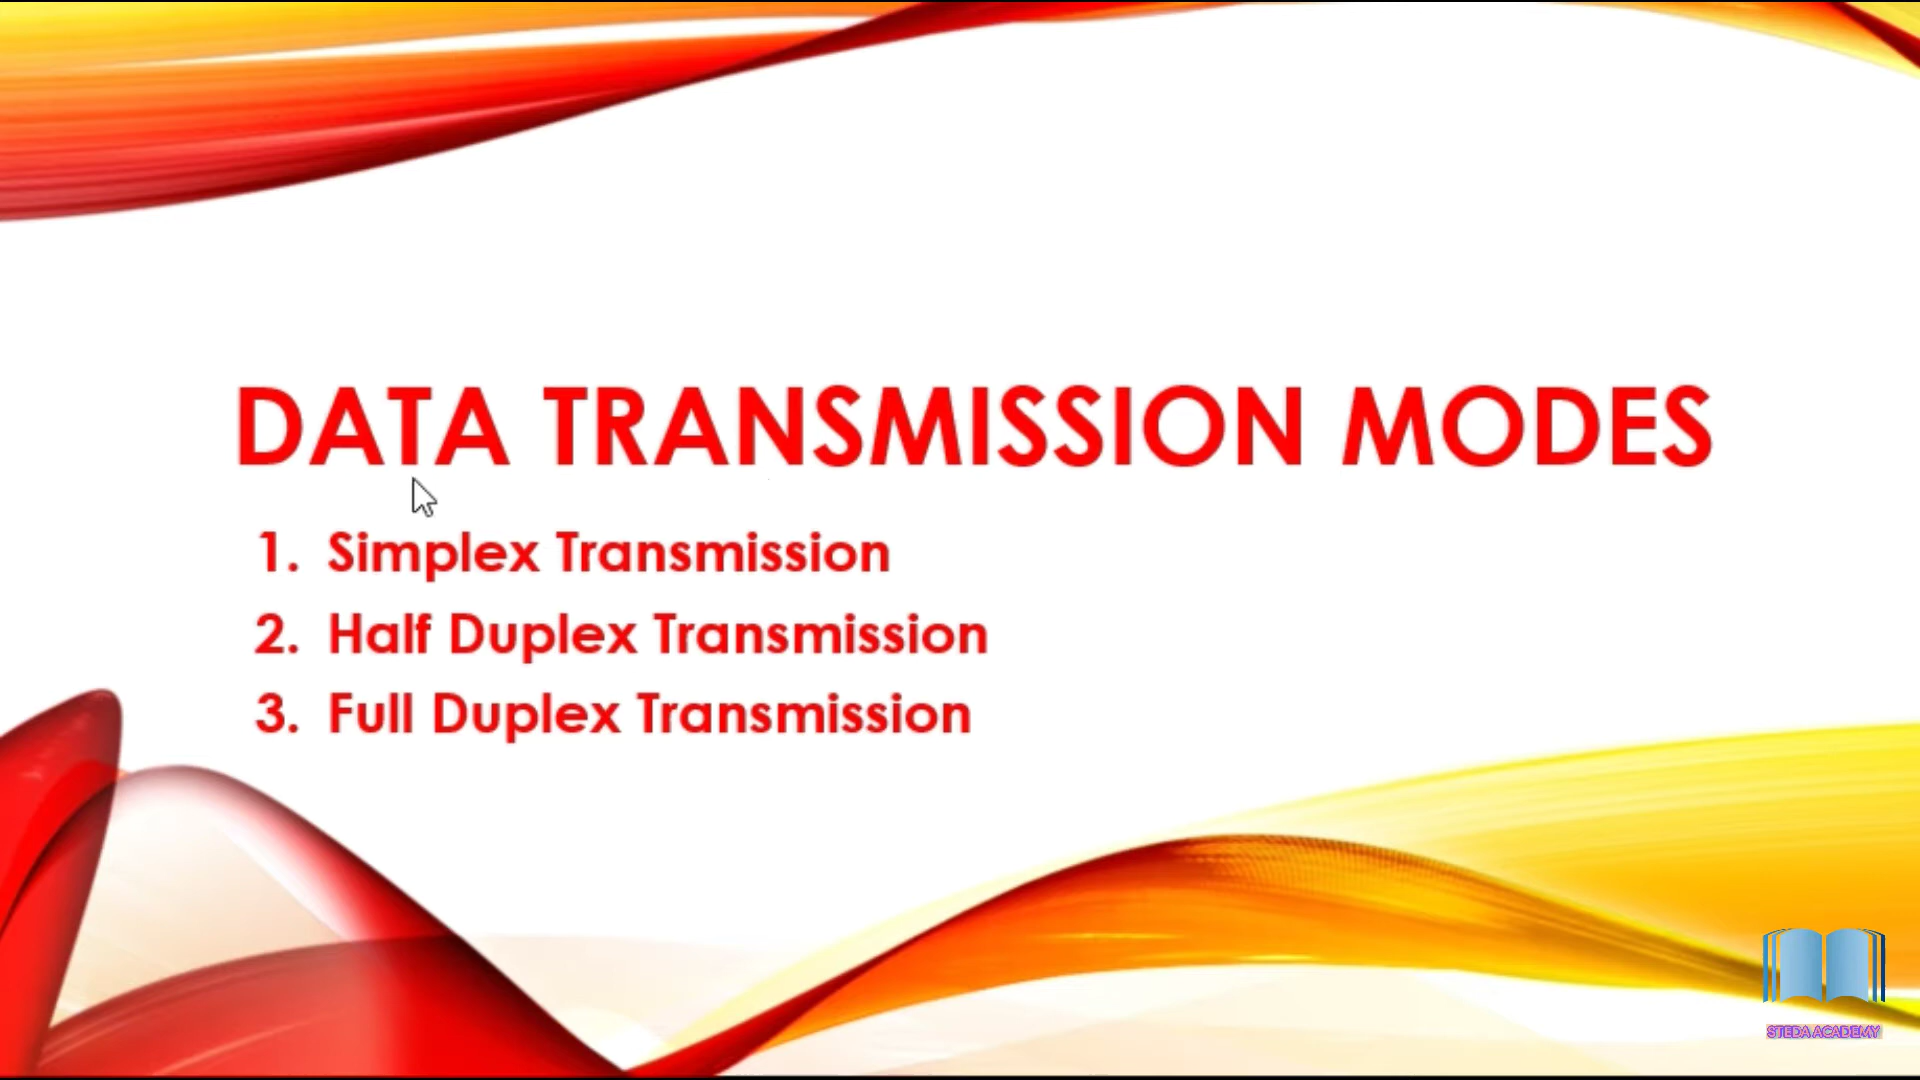 DATA TRANSMISSION MODES
1. Simplex Transmission
2. Half Duplex Transmission
3. Full Duplex Transmission
STEDA ACADEMY